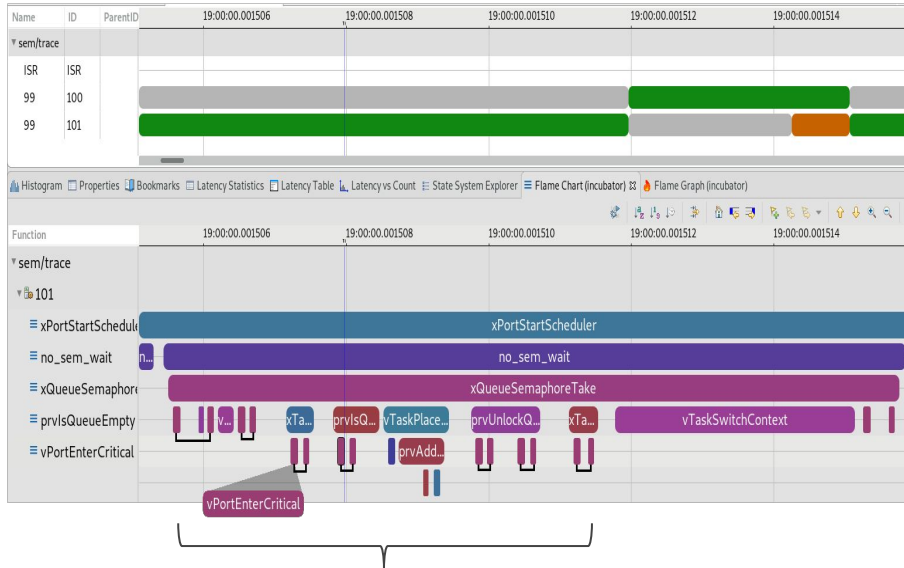 Name ID ParentID 19:00:00.001506 19:00:00.001508 19:00:00.001510 19:00:00.001512 19:00:00.001514
sem/trace
ISR ISR
99 100
99 101
Histogram Properties Bookmarks Latency Statistics Latency Table Latency vs Count State System Explorer Flame Chart (incubator) Flame Graph (incubator)
Function 19:00:00.001506 19:00:00.001508 19:00:00.001510 19:00:00.001512 19:00:00.001514
sem/trace
101
xPortStartSchedule xPortStartScheduler
no_sem_wait n... no_sem_wait
xQueueSemaphore xQueueSemaphoreTake
prvIsQueueEmpty v... xTa... prvIsQ... vTaskPlace... prvUnlockQ... xTa... vTaskSwitchContext
vPortEnterCritical prvAdd...
vPortEnterCritical